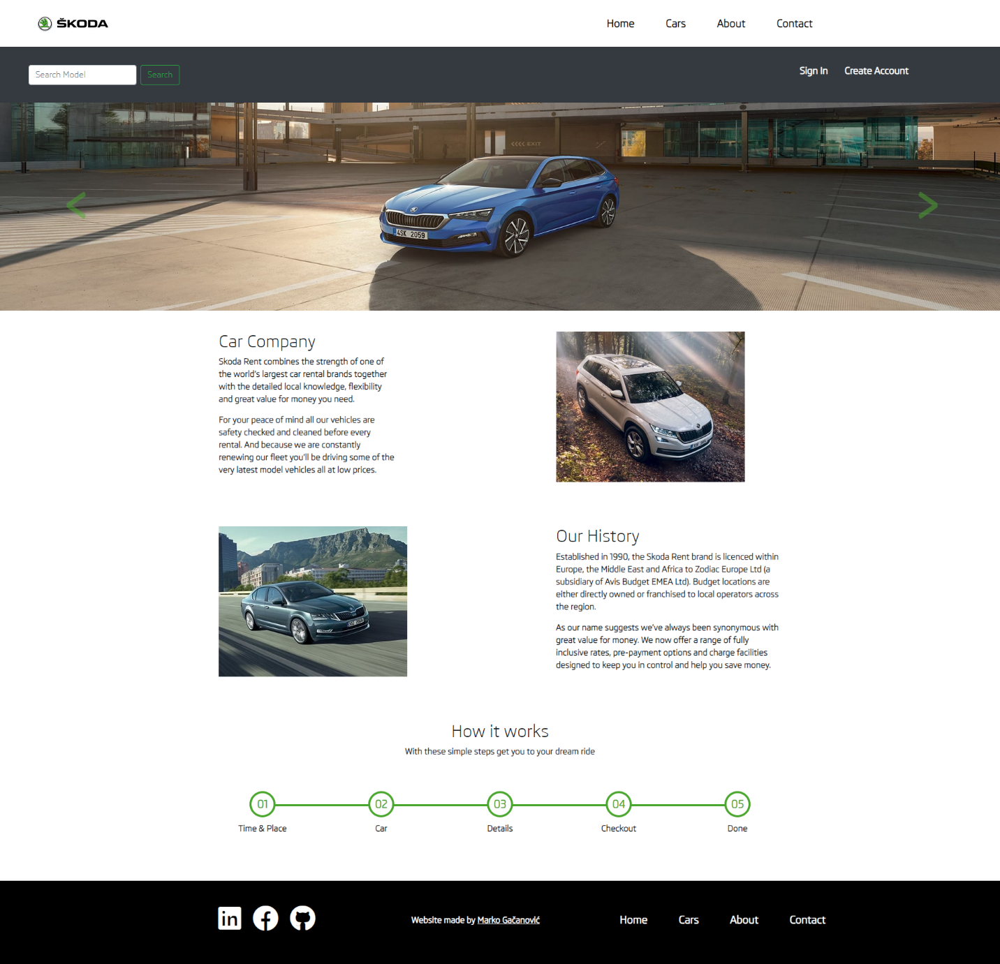 ŠKODA
Home Cars About Contact
Search Model Search
Sign In Create Account
EXIT
4SK 2059
Car Company
Skoda Rent combines the strength of one of
the world's largest car rental brands together
with the detailed local knowledge, flexibility
and great value for money you need.
For your peace of mind all our vehicles are
safety checked and cleaned before every
rental. And because we are constantly
renewing our fleet you'll be driving some of the
very latest model vehicles all at low prices.
Our History
Established in 1990, the Skoda Rent brand is licenced within
Europe, the Middle East and Africa to Zodiac Europe Ltd (a
subsidiary of Avis Budget EMEA Ltd). Budget locations are
either directly owned or franchised to local operators across
the region.
As our name suggests we've always been synonymous with
great value for money. We now offer a range of fully
inclusive rates, pre-payment options and charge facilities
designed to keep you in control and help you save money.
How it works
With these simple steps get you to your dream ride
01 02 03 04 05
Time & Place Car Details Checkout Done
in
Website made by Marko Gačanović
Home Cars About Contact